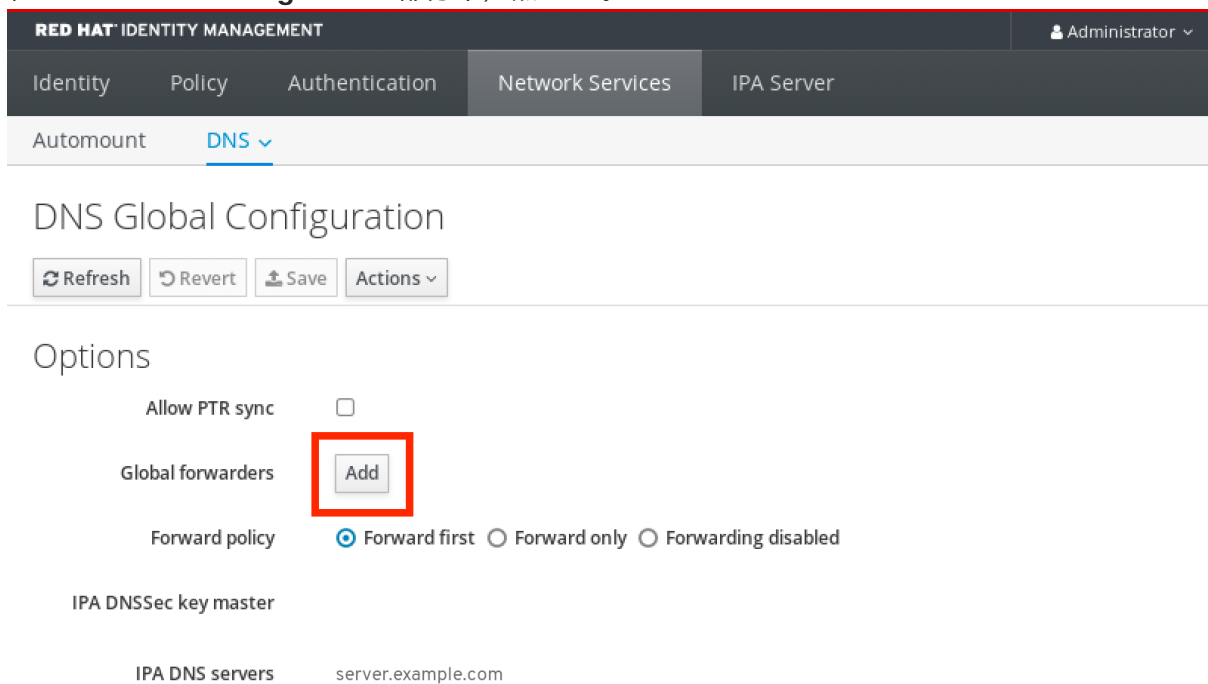 RED HAT® IDENTITY MANAGEMENT Administrator
Identity Policy Authentication Network Services IPA Server
Automount DNS
DNS Global Configuration
Refresh Revert Save Actions
Options
Allow PTR sync
Global forwarders Add
Forward policy Forward first Forward only Forwarding disabled
IPA DNSSec key master
IPA DNS servers server.example.com